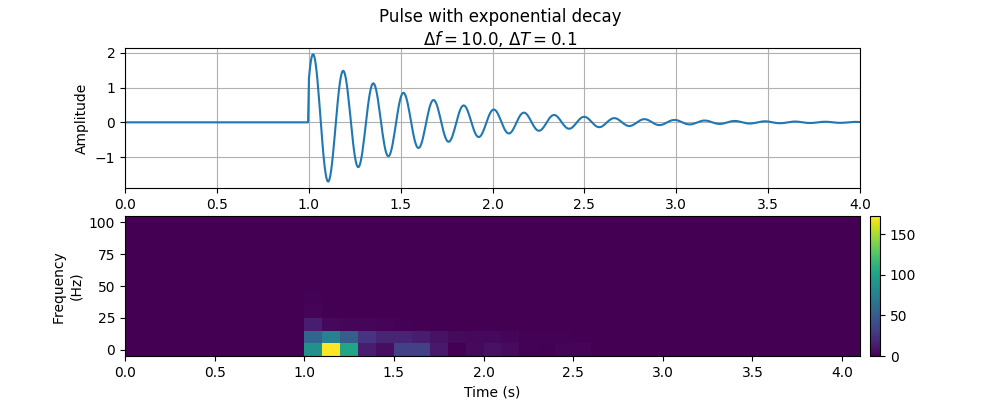 Pulse with exponential decay
Δf = 10.0, ΔT = 0.1
2
1
0
−1
Amplitude
0.0 0.5 1.0 1.5 2.0 2.5 3.0 3.5 4.0
100
75
50
25
0
Frequency
(Hz)
150
100
50
0
0.0 0.5 1.0 1.5 2.0 2.5 3.0 3.5 4.0
Time (s)